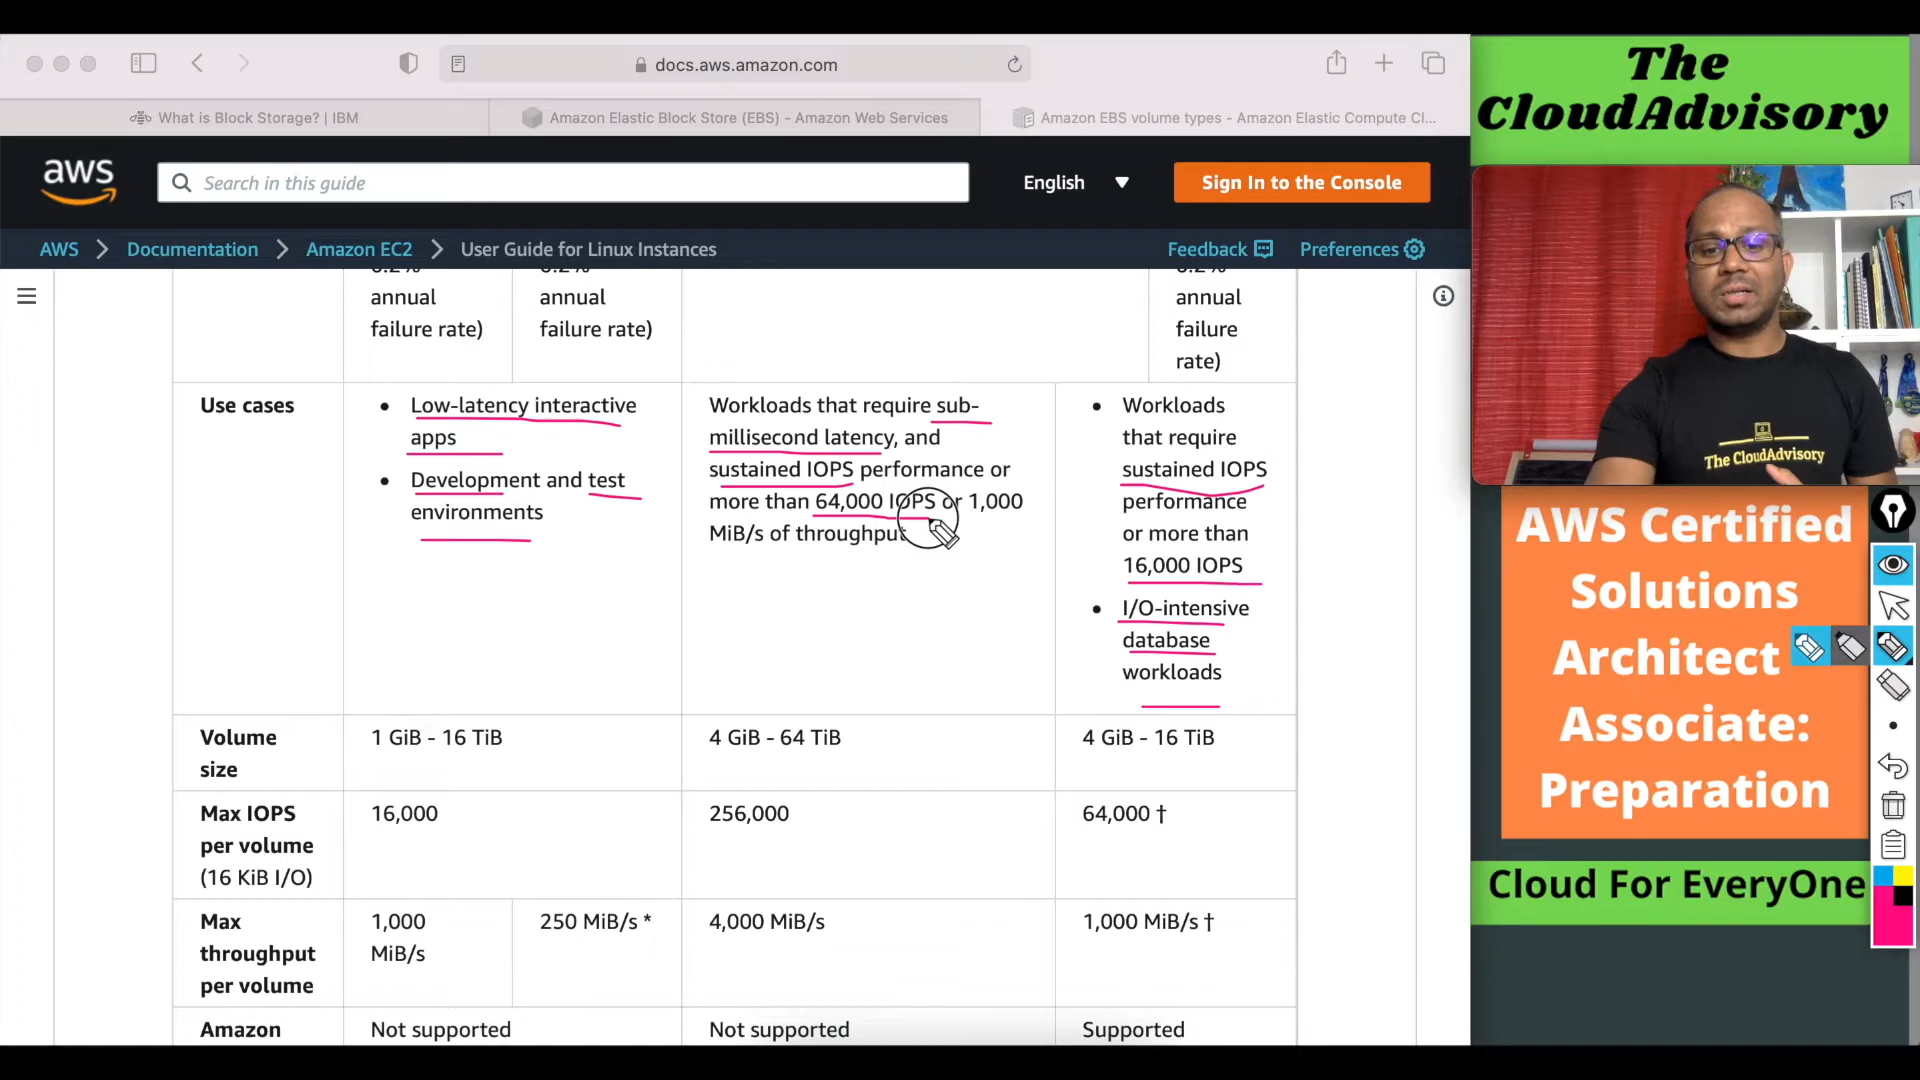 The
CloudAdvisory
docs.aws.amazon.com
What is Block Storage? | IBM
Amazon Elastic Block Store (EBS) - Amazon Web Services
Amazon EBS volume types - Amazon Elastic Compute Cl...
aws
Search in this guide
English
Sign In to the Console
AWS
Documentation
Amazon EC2
User Guide for Linux Instances
Feedback
Preferences
annual
failure rate)
annual
failure rate)
annual
failure
rate)
Use cases
• Low-latency interactive
apps
• Development and test
environments
Workloads that require sub-
millisecond latency, and
sustained IOPS performance or
more than 64,000 IOPS or 1,000
MiB/s of throughput
• Workloads
that require
sustained IOPS
performance
or more than
16,000 IOPS
• I/O-intensive
database
workloads
Volume
size
1 GiB - 16 TiB
4 GiB - 64 TiB
4 GiB - 16 TiB
Max IOPS
per volume
(16 KiB I/O)
16,000
256,000
64,000 †
Max
throughput
per volume
1,000
MiB/s
250 MiB/s *
4,000 MiB/s
1,000 MiB/s †
Amazon
Not supported
Not supported
Supported
The CloudAdvisory
AWS Certified
Solutions
Architect
Associate:
Preparation
Cloud For EveryOne